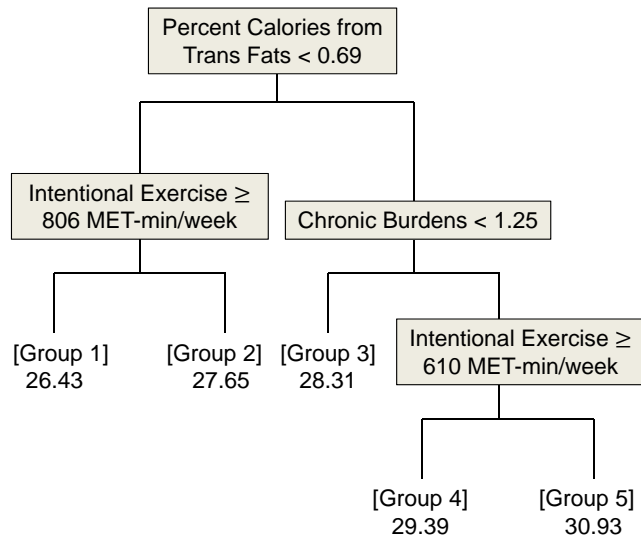 Percent Calories from
Trans Fats < 0.69
Intentional Exercise ≥
806 MET-min/week
Chronic Burdens < 1.25
[Group 1]
26.43
[Group 2]
27.65
[Group 3]
28.31
Intentional Exercise ≥
610 MET-min/week
[Group 4]
29.39
[Group 5]
30.93